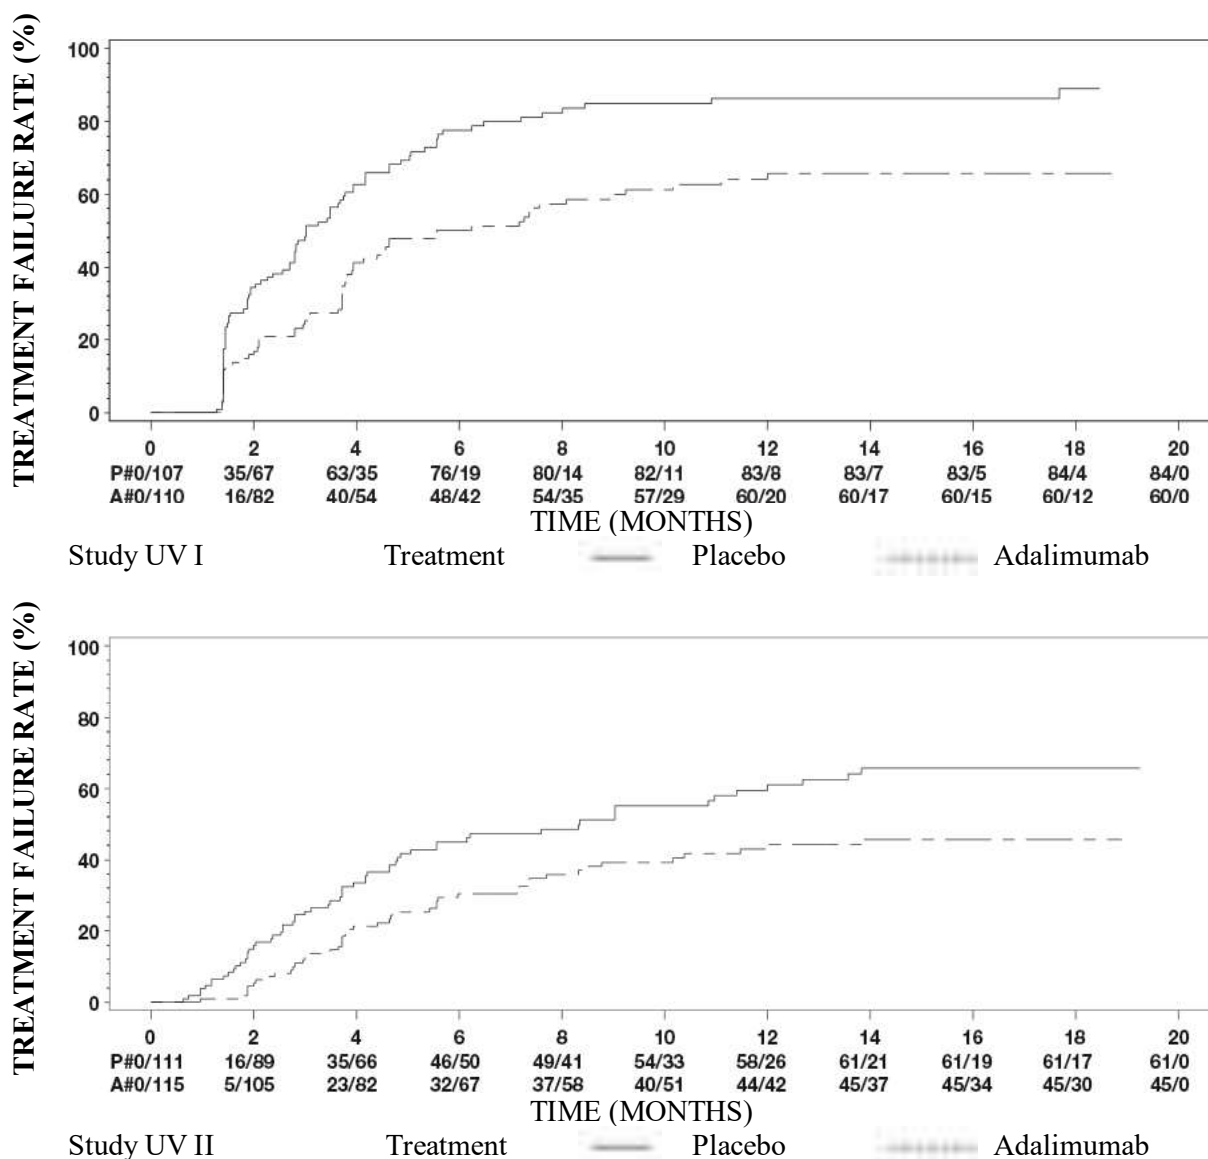 TREATMENT FAILURE RATE (%)
100
80
60
40
20
0
0 2 4 6 8 10 12 14 16 18 20
P#0/107 35/67 63/35 76/19 80/14 82/11 83/8 83/7 83/5 84/4 84/0
A#0/110 16/82 40/54 48/42 54/35 57/29 60/20 60/17 60/15 60/12 60/0
TIME (MONTHS)
Study UV I Treatment Placebo Adalimumab
TREATMENT FAILURE RATE (%)
100
80
60
40
20
0
0 2 4 6 8 10 12 14 16 18 20
P#0/111 16/89 35/66 46/50 49/41 54/33 58/26 61/21 61/19 61/17 61/0
A#0/115 5/105 23/82 32/67 37/58 40/51 44/42 45/37 45/34 45/30 45/0
TIME (MONTHS)
Study UV II Treatment Placebo Adalimumab